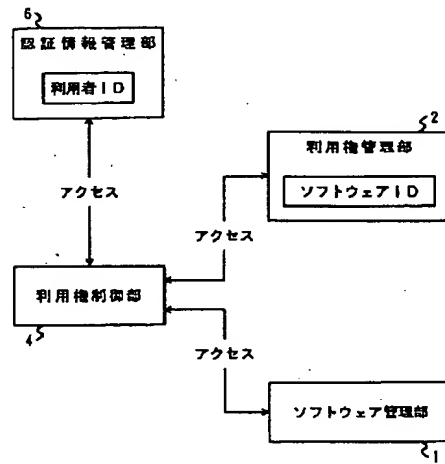 6
認証情報管理部
利用者ID
2
利用権管理部
ソフトウェアID
アクセス
アクセス
利用権制御部
4
アクセス
ソフトウェア管理部
1